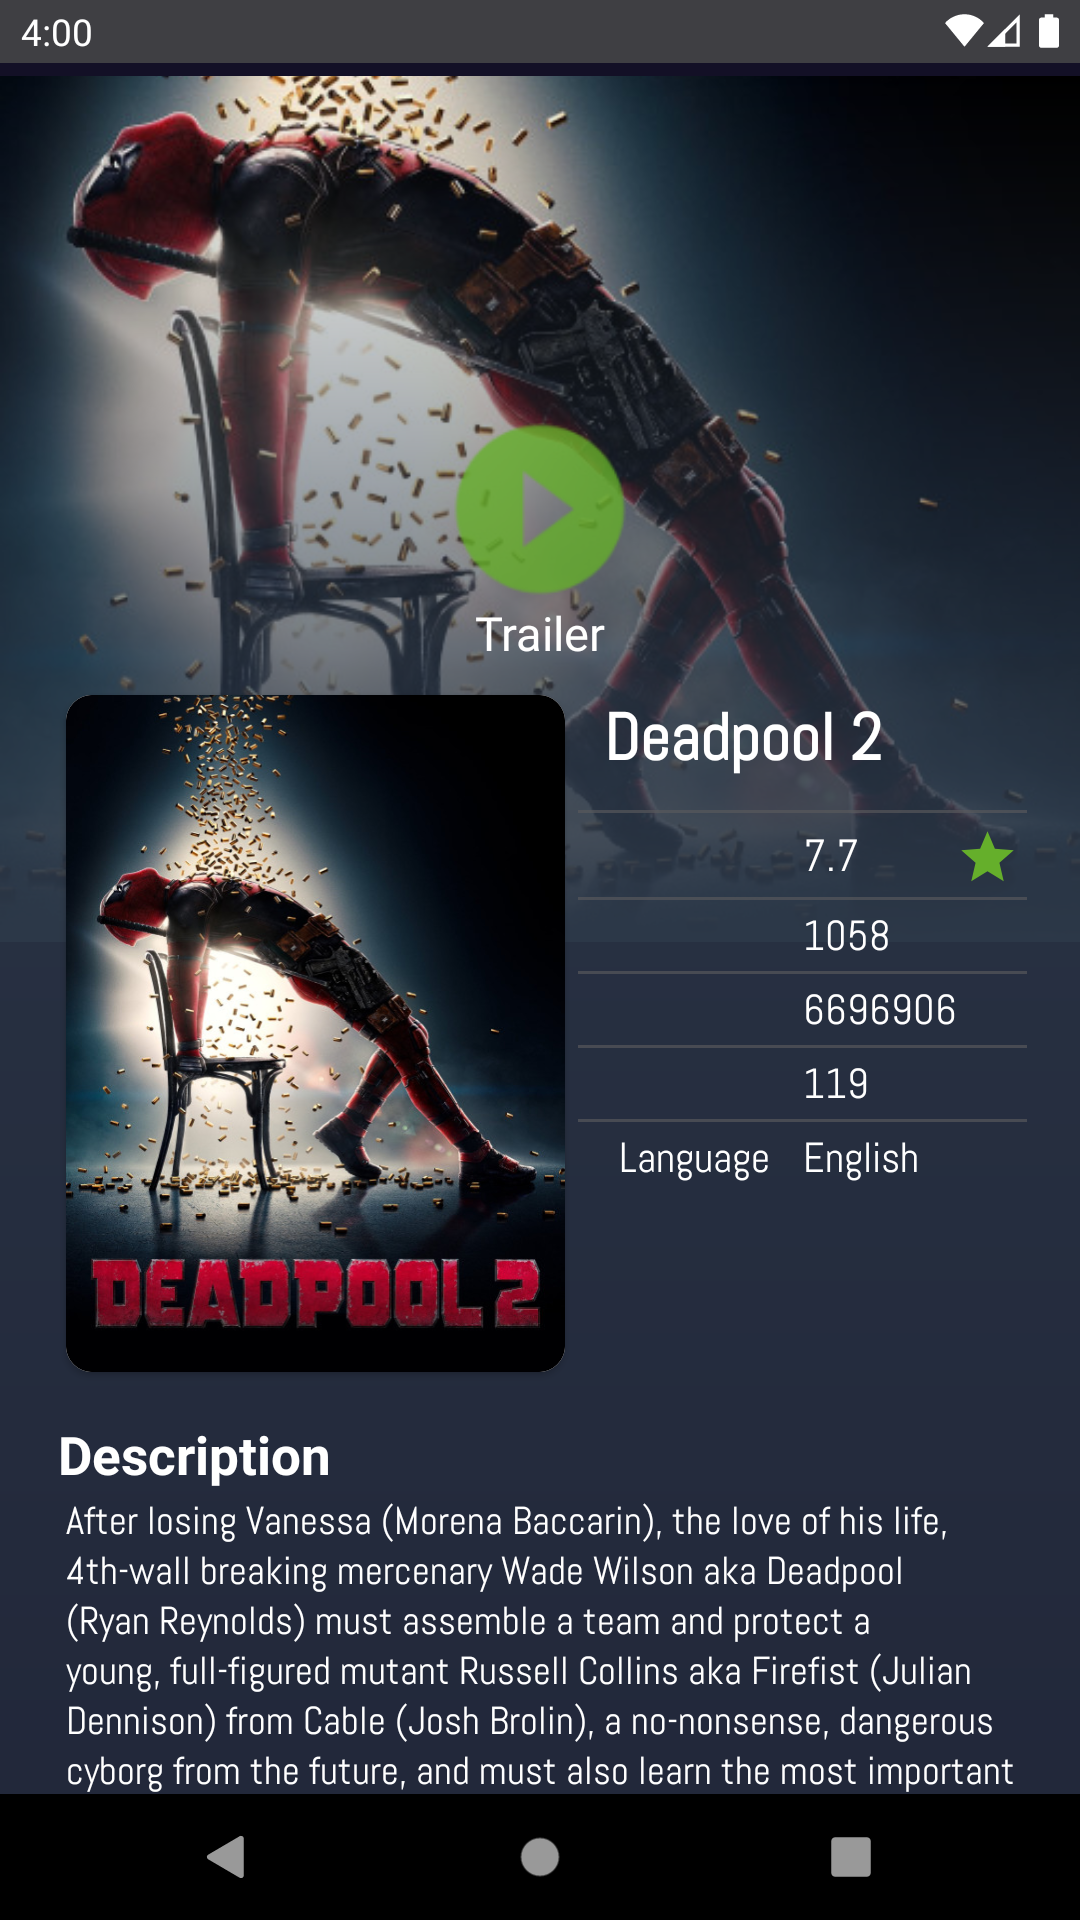 4:00
Trailer
Deadpool 2
7.7
1058
6696906
119
Language English
DEADPOOL 2
Description
After losing Vanessa (Morena Baccarin), the love of his life,
4th-wall breaking mercenary Wade Wilson aka Deadpool
(Ryan Reynolds) must assemble a team and protect a
young, full-figured mutant Russell Collins aka Firefist (Julian
Dennison) from Cable (Josh Brolin), a no-nonsense, dangerous
cyborg from the future, and must also learn the most important